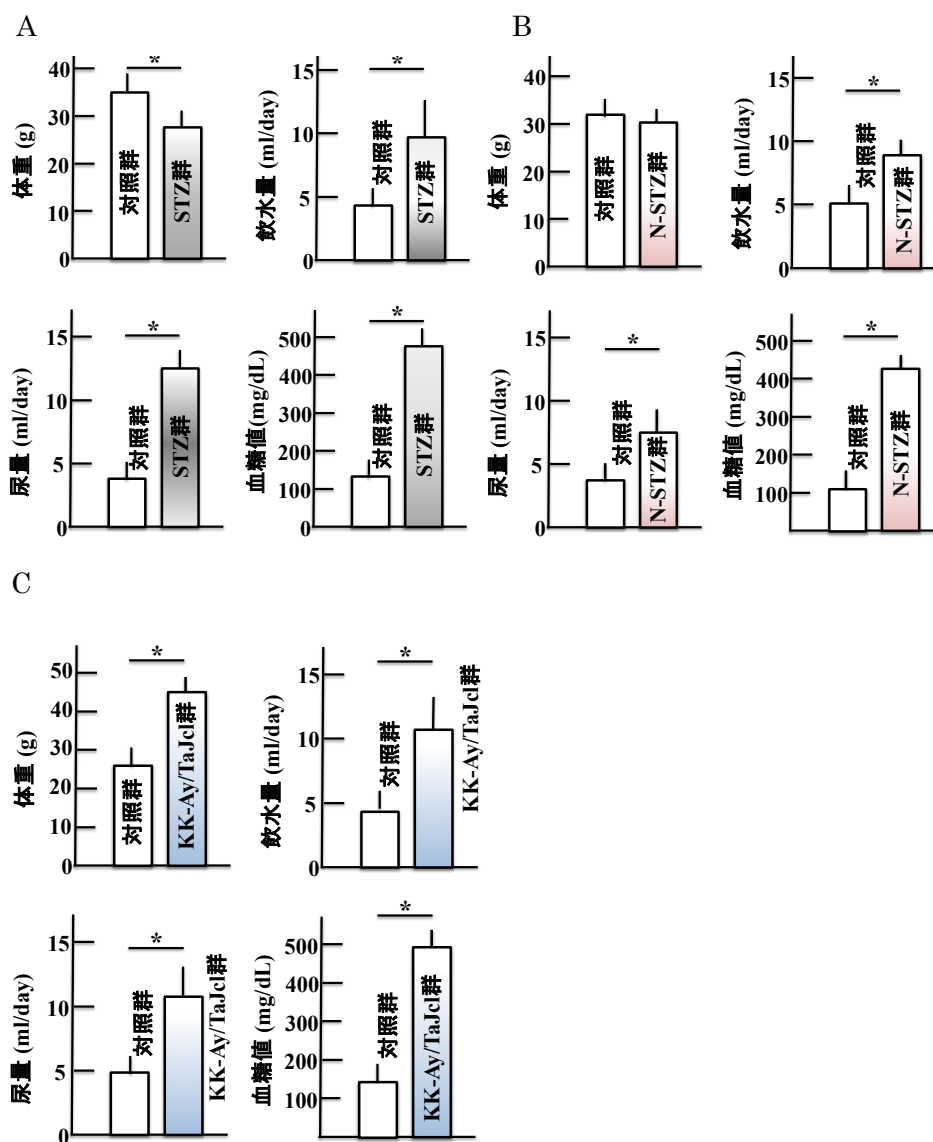 A
体重 (g)
40
30
20
10
0
*
対照群
STZ群
飲水量 (ml/day)
15
10
5
0
*
対照群
STZ群
尿量 (ml/day)
15
10
5
0
*
対照群
STZ群
血糖値(mg/dL)
500
400
300
200
100
0
*
対照群
STZ群
B
体重 (g)
40
30
20
10
0
対照群
N-STZ群
飲水量 (ml/day)
15
10
5
0
*
対照群
N-STZ群
尿量 (ml/day)
15
10
5
0
*
対照群
N-STZ群
血糖値 (mg/dL)
500
400
300
200
100
*
対照群
N-STZ群
C
体重 (g)
50
40
30
20
10
0
*
対照群
KK-Ay/TaJcl群
飲水量 (ml/day)
15
10
5
0
*
対照群
KK-Ay/TaJcl群
尿量 (ml/day)
15
10
5
0
*
対照群
KK-Ay/TaJcl群
血糖値 (mg/dL)
500
400
300
200
100
*
対照群
KK-Ay/TaJcl群